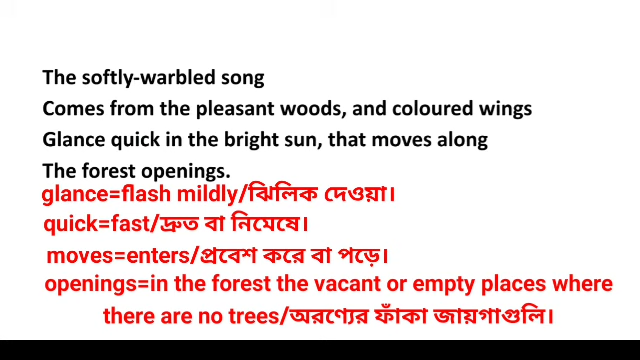 The softly-warbled song
Comes from the pleasant woods, and coloured wings
Glance quick in the bright sun, that moves along
The forest openings.
glance=flash mildly/ঝিলিক দেওয়া।
quick=fast/দ্রুত বা নিমেষে।
moves=enters/প্রবেশ করে বা পড়ে।
openings=in the forest the vacant or empty places where
there are no trees/অরণ্যের ফাঁকা জায়গাগুলি।